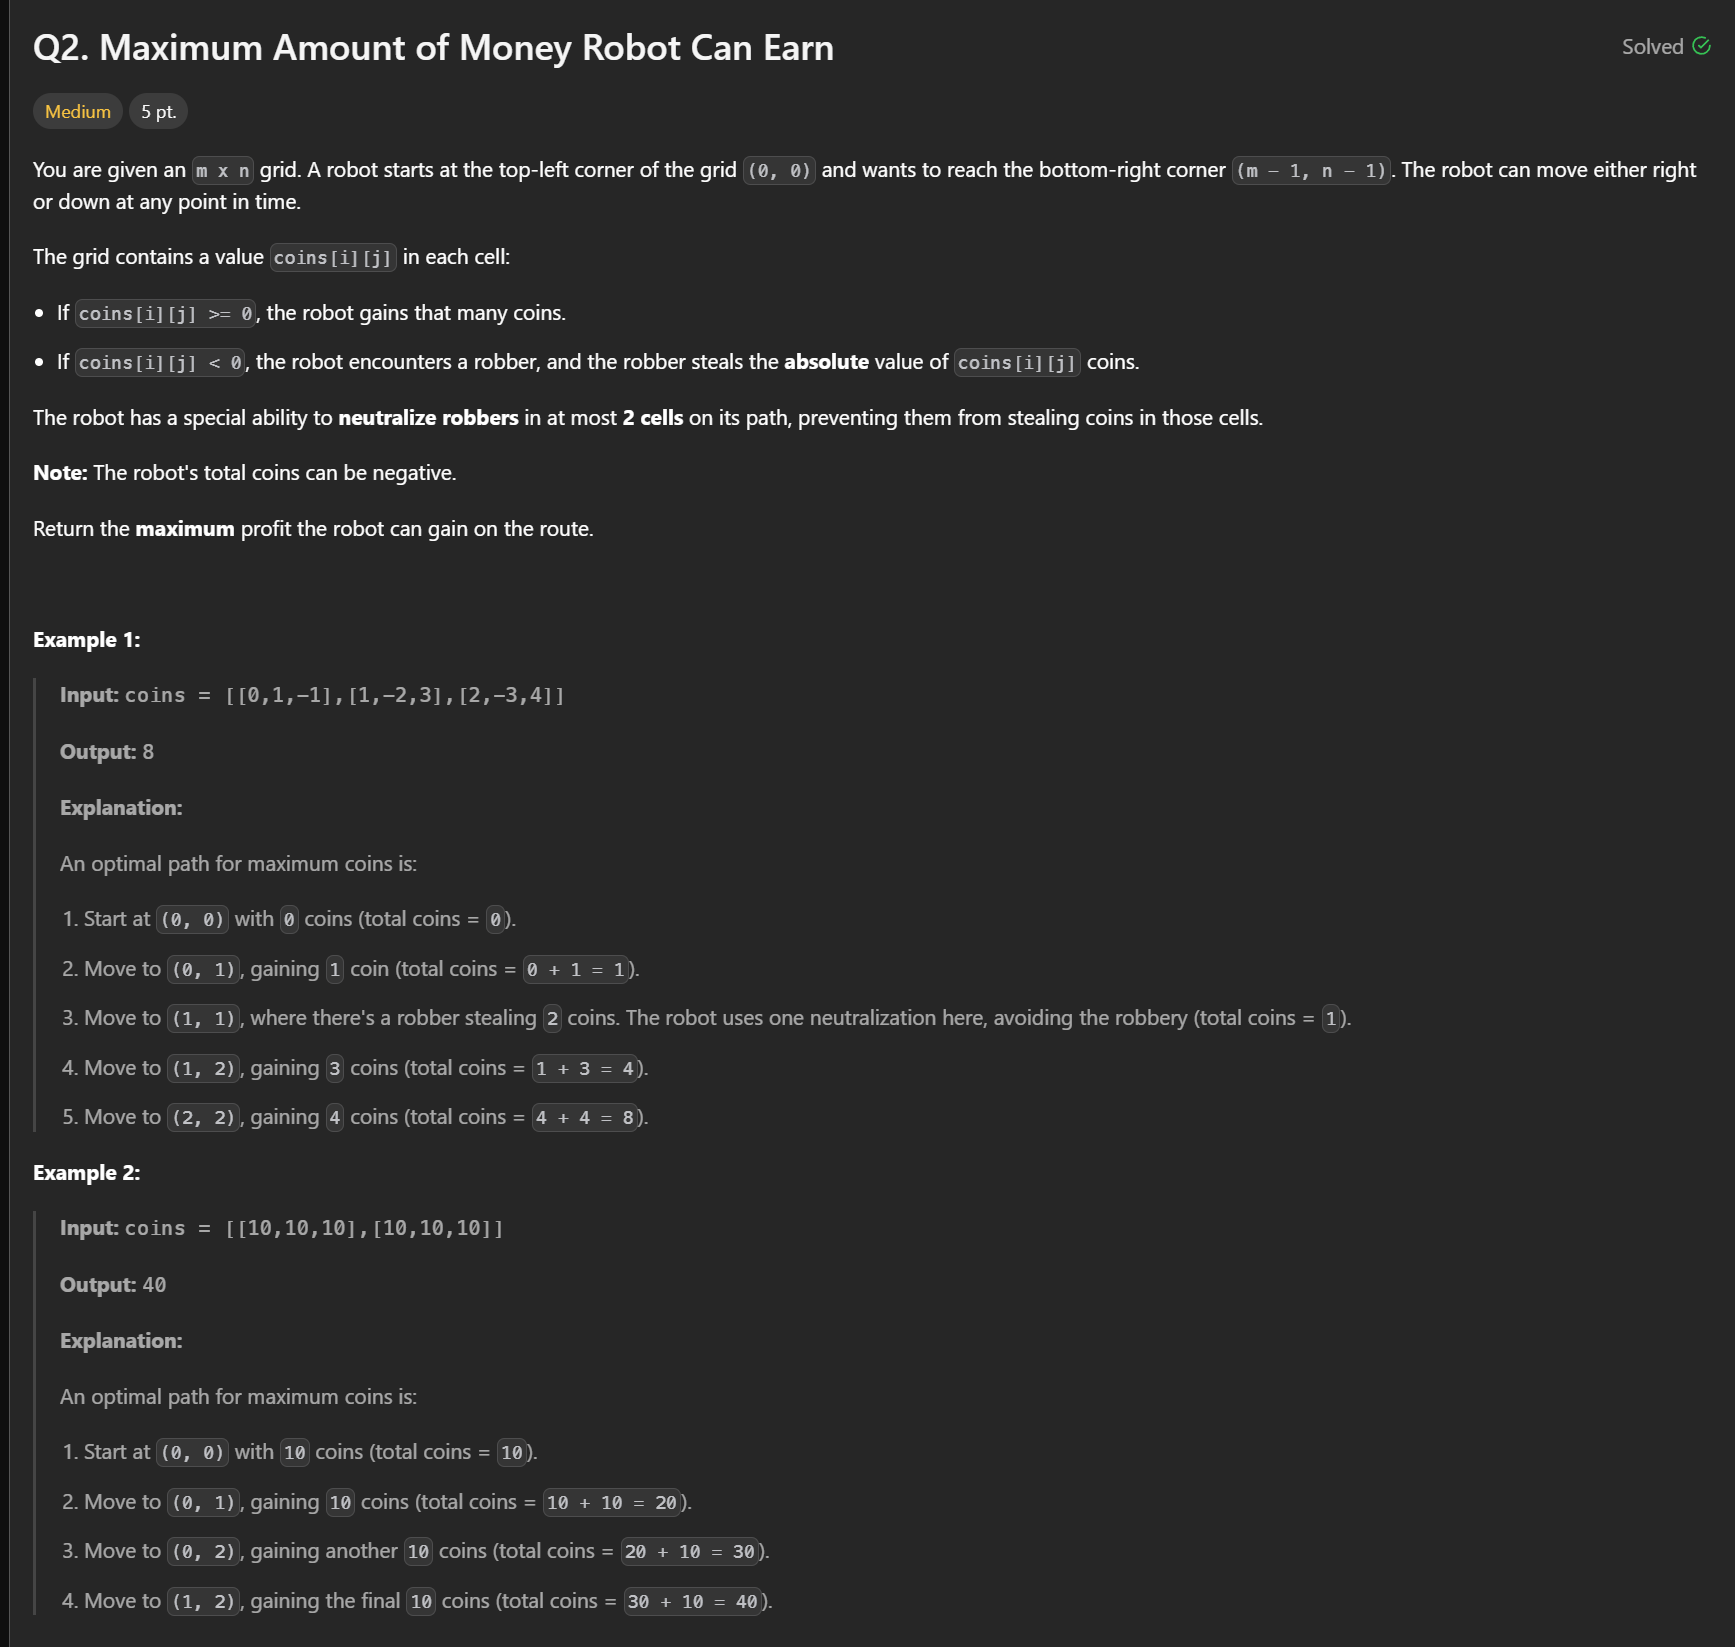 Q2. Maximum Amount of Money Robot Can Earn
Solved
Medium
5 pt.
You are given an m x n grid. A robot starts at the top-left corner of the grid (0, 0) and wants to reach the bottom-right corner (m - 1, n - 1). The robot can move either right
or down at any point in time.
The grid contains a value coins[i][j] in each cell:
• If coins[i][j] >= 0, the robot gains that many coins.
• If coins[i][j] < 0, the robot encounters a robber, and the robber steals the absolute value of coins[i][j] coins.
The robot has a special ability to neutralize robbers in at most 2 cells on its path, preventing them from stealing coins in those cells.
Note: The robot's total coins can be negative.
Return the maximum profit the robot can gain on the route.
Example 1:
Input: coins = [[0,1,-1],[1,-2,3],[2,-3,4]]
Output: 8
Explanation:
An optimal path for maximum coins is:
1. Start at (0, 0) with 0 coins (total coins = 0).
2. Move to (0, 1), gaining 1 coin (total coins = 0 + 1 = 1).
3. Move to (1, 1), where there's a robber stealing 2 coins. The robot uses one neutralization here, avoiding the robbery (total coins = 1).
4. Move to (1, 2), gaining 3 coins (total coins = 1 + 3 = 4).
5. Move to (2, 2), gaining 4 coins (total coins = 4 + 4 = 8).
Example 2:
Input: coins = [[10,10,10],[10,10,10]]
Output: 40
Explanation:
An optimal path for maximum coins is:
1. Start at (0, 0) with 10 coins (total coins = 10).
2. Move to (0, 1), gaining 10 coins (total coins = 10 + 10 = 20).
3. Move to (0, 2), gaining another 10 coins (total coins = 20 + 10 = 30).
4. Move to (1, 2), gaining the final 10 coins (total coins = 30 + 10 = 40).